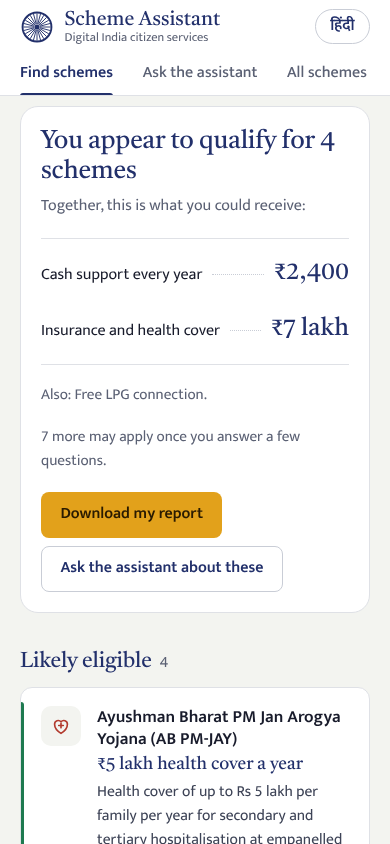 Scheme Assistant
Digital India citizen services
हिंदी
Find schemes
Ask the assistant
All schemes
You appear to qualify for 4
schemes
Together, this is what you could receive:
Cash support every year ₹2,400
Insurance and health cover ₹7 lakh
Also: Free LPG connection.
7 more may apply once you answer a few
questions.
Download my report
Ask the assistant about these
Likely eligible 4
Ayushman Bharat PM Jan Arogya
Yojana (AB PM-JAY)
₹5 lakh health cover a year
Health cover of up to Rs 5 lakh per
family per year for secondary and
tertiary hospitalisation at empanelled